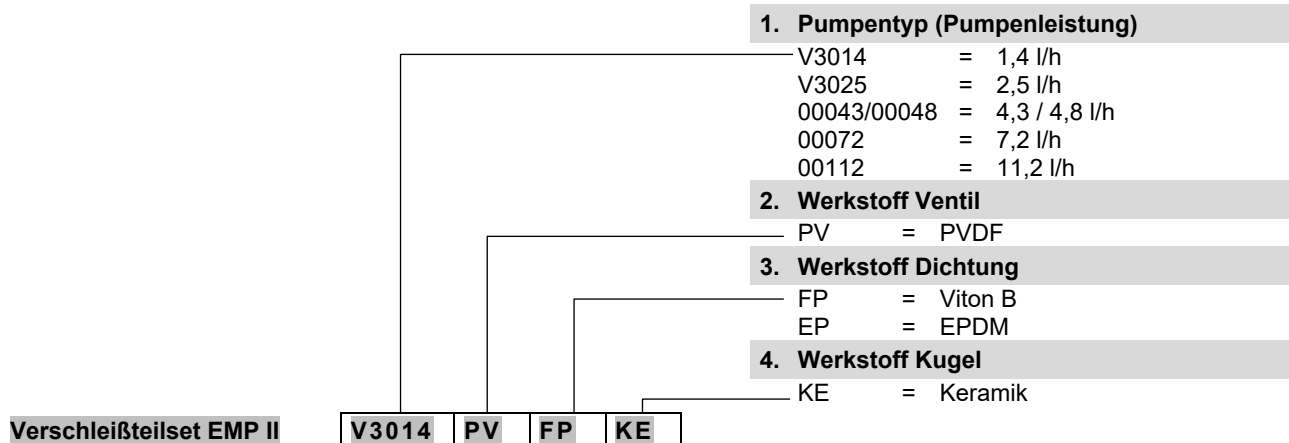 1. Pumpentyp (Pumpenleistung)
V3014 = 1,4 l/h
V3025 = 2,5 l/h
00043/00048 = 4,3 / 4,8 l/h
00072 = 7,2 l/h
00112 = 11,2 l/h
2. Werkstoff Ventil
PV = PVDF
3. Werkstoff Dichtung
FP = Viton B
EP = EPDM
4. Werkstoff Kugel
KE = Keramik
Verschleißteilset EMP II V3014 PV FP KE